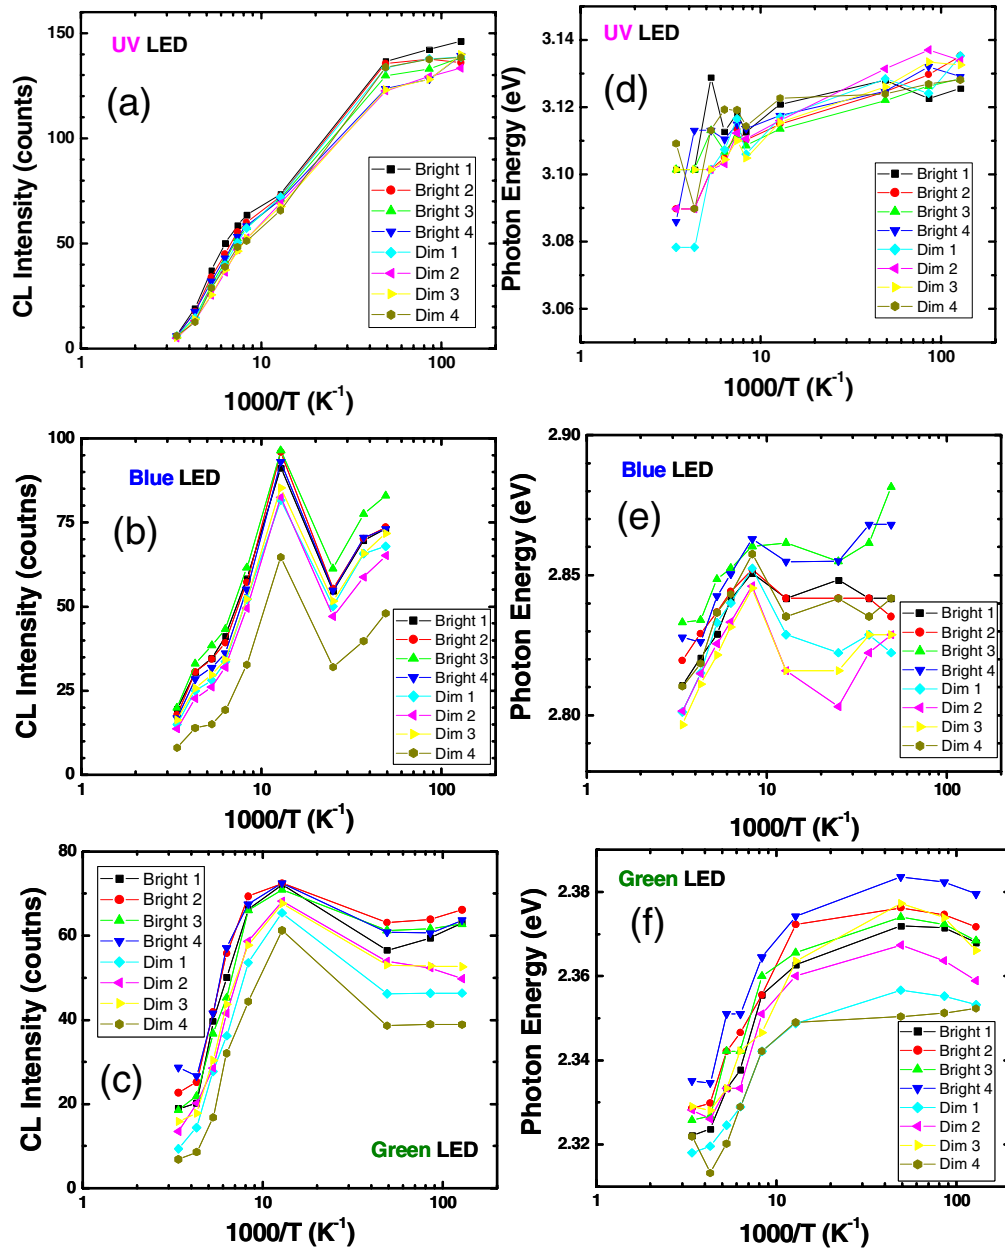 UV LED
(a)
CL Intensity (counts)
150
100
50
0
Bright 1
Bright 2
Bright 3
Bright 4
Dim 1
Dim 2
Dim 3
Dim 4
1
10
100
1000/T (K-1)
(d)
UV LED
Photon Energy (eV)
3.14
3.12
3.10
3.08
3.06
Bright 1
Bright 2
Bright 3
Bright 4
Dim 1
Dim 2
Dim 3
Dim 4
1
10
100
1000/T (K-1)
Blue LED
(b)
CL Intensity (coutns)
100
75
50
25
0
Bright 1
Bright 2
Bright 3
Bright 4
Dim 1
Dim 2
Dim 3
Dim 4
1
10
100
1000/T (K-1)
Blue LED
(e)
Photon Energy (eV)
2.90
2.85
2.80
Bright 1
Bright 2
Bright 3
Bright 4
Dim 1
Dim 2
Dim 3
Dim 4
1
10
100
1000/T (K-1)
CL Intensity (coutns)
80
60
40
20
0
Bright 1
Bright 2
Bright 3
Bright 4
Dim 1
Dim 2
Dim 3
Dim 4
(c)
Green LED
1
10
100
1000/T (K-1)
Green LED
(f)
Photon Energy (eV)
2.38
2.36
2.34
2.32
Bright 1
Bright 2
Bright 3
Bright 4
Dim 1
Dim 2
Dim 3
Dim 4
1
10
100
1000/T (K-1)